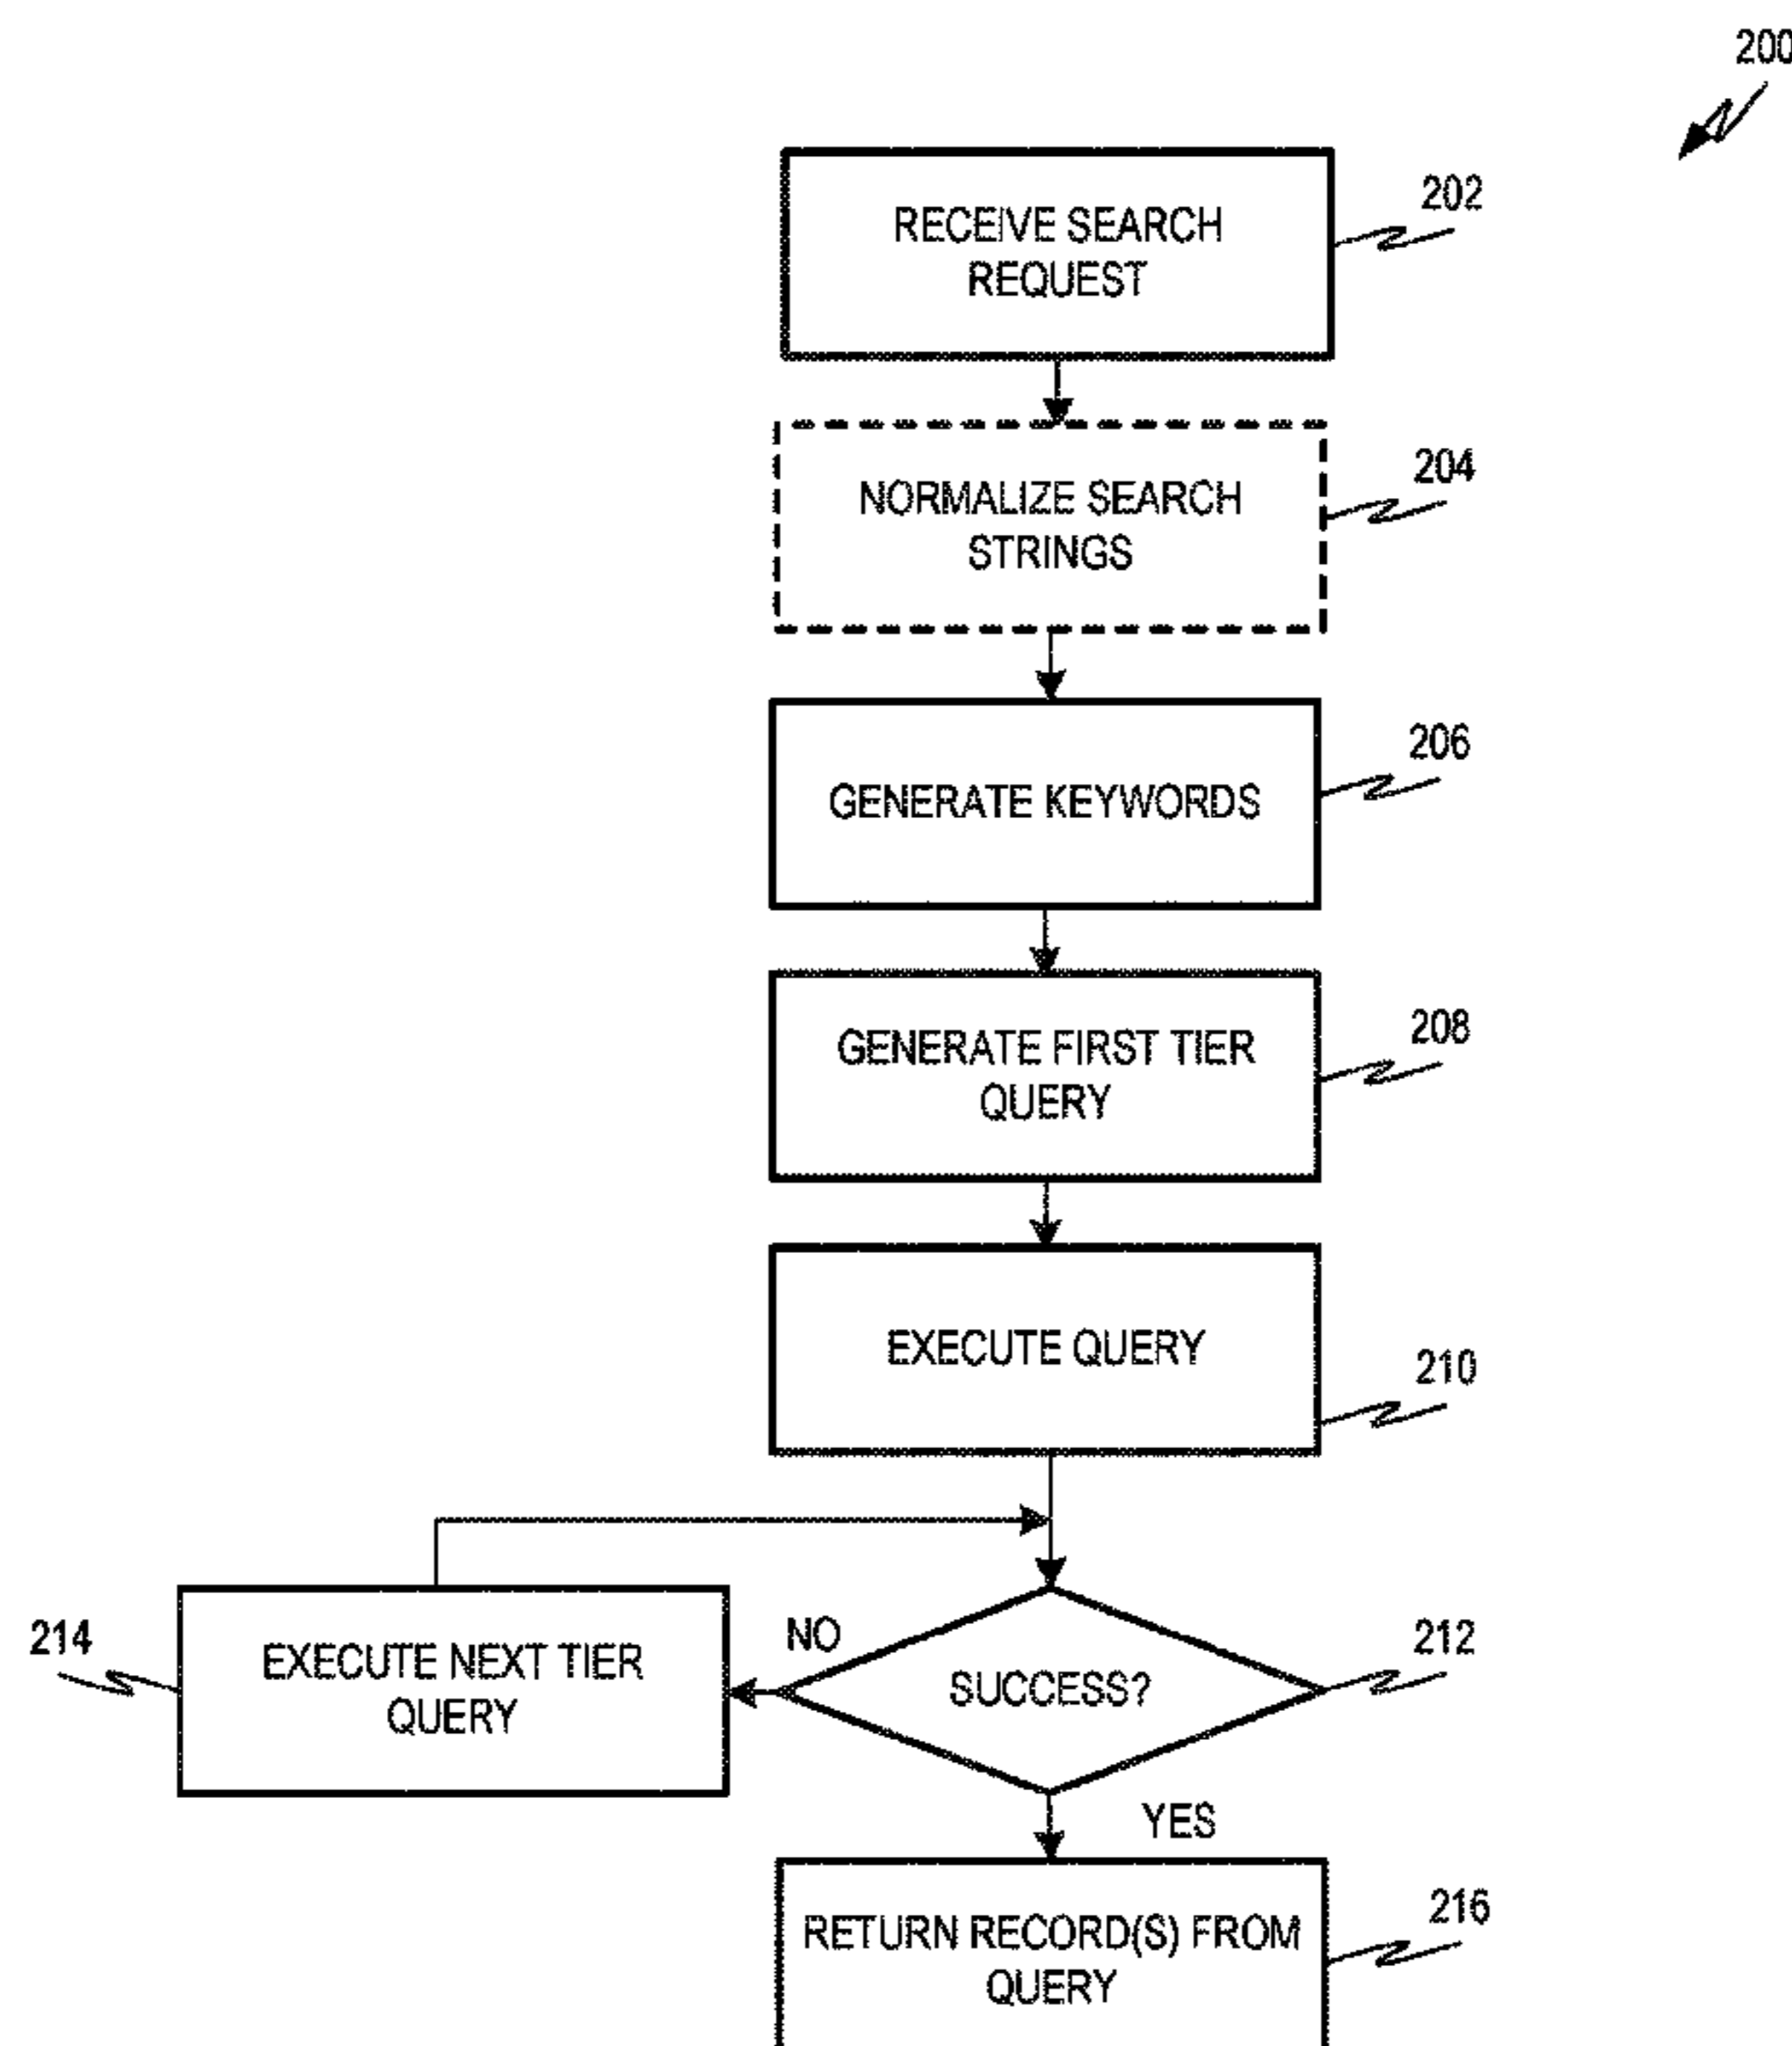 200
RECEIVE SEARCH
REQUEST
202
NORMALIZE SEARCH
STRINGS
204
GENERATE KEYWORDS
206
GENERATE FIRST TIER
QUERY
208
EXECUTE QUERY
210
214
EXECUTE NEXT TIER
QUERY
NO
SUCCESS?
212
YES
RETURN RECORD(S) FROM
QUERY
216